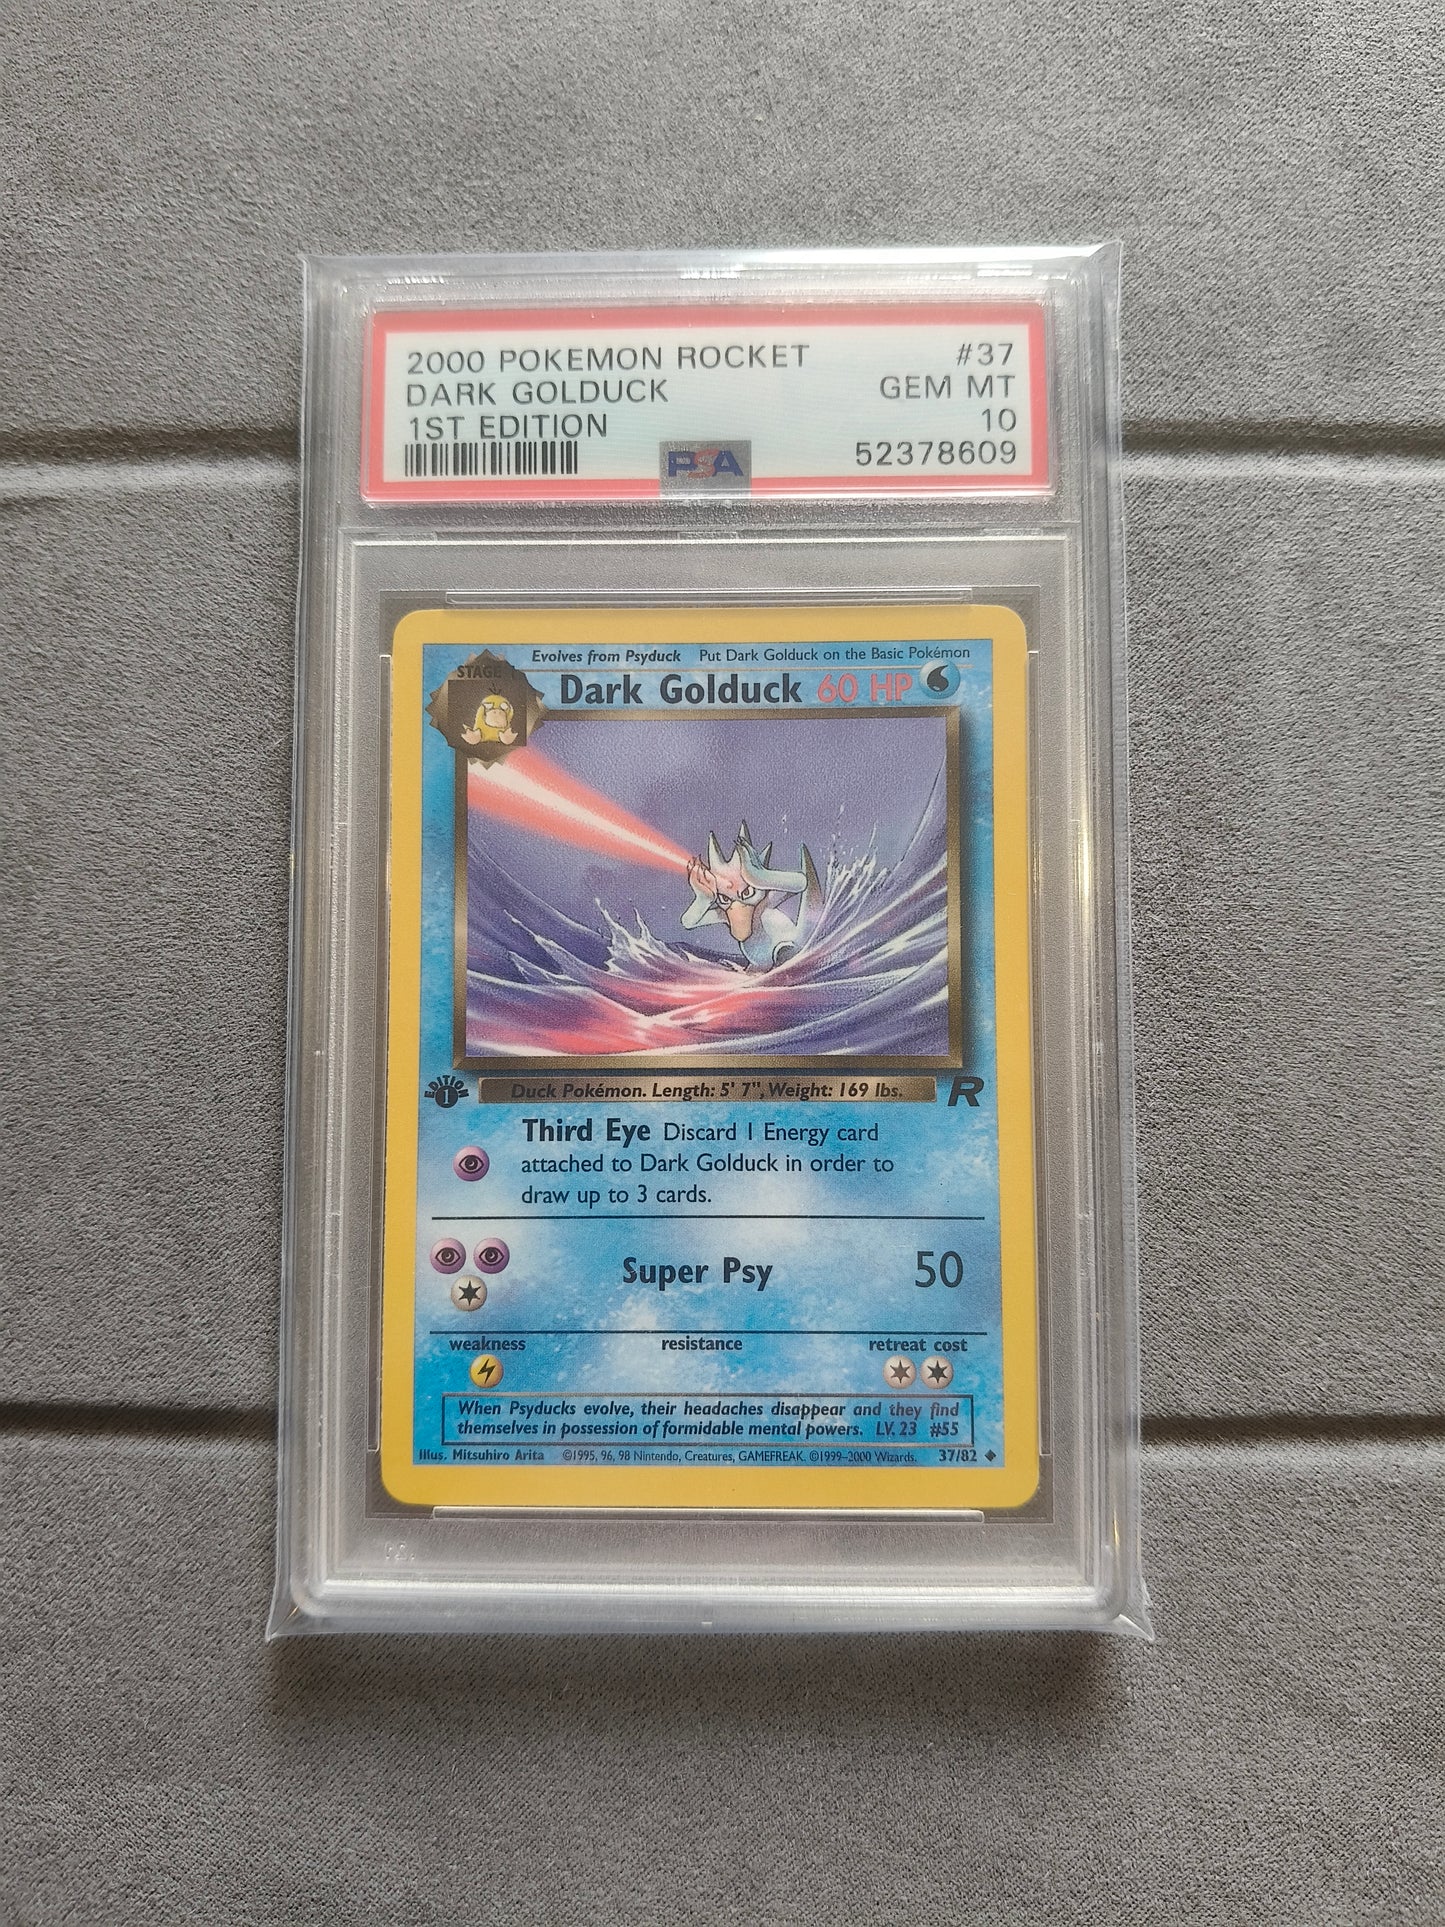 2000 POKEMON ROCKET #37
DARK GOLDUCK GEM MT
1ST EDITION 10
PSA 52378609
Evolves from Psyduck Put Dark Golduck on the Basic Pokémon
STAGE 1
Dark Golduck 60 HP
EDITION 1
Duck Pokémon. Length: 5' 7", Weight: 169 lbs. R
Third Eye Discard 1 Energy card
attached to Dark Golduck in order to
draw up to 3 cards.
Super Psy 50
weakness resistance retreat cost
When Psyducks evolve, their headaches disappear and they find
themselves in possession of formidable mental powers. LV. 23 #55
Illus. Mitsuhiro Arita ©1995, 96, 98 Nintendo, Creatures, GAMEFREAK. ©1999–2000 Wizards. 37/82